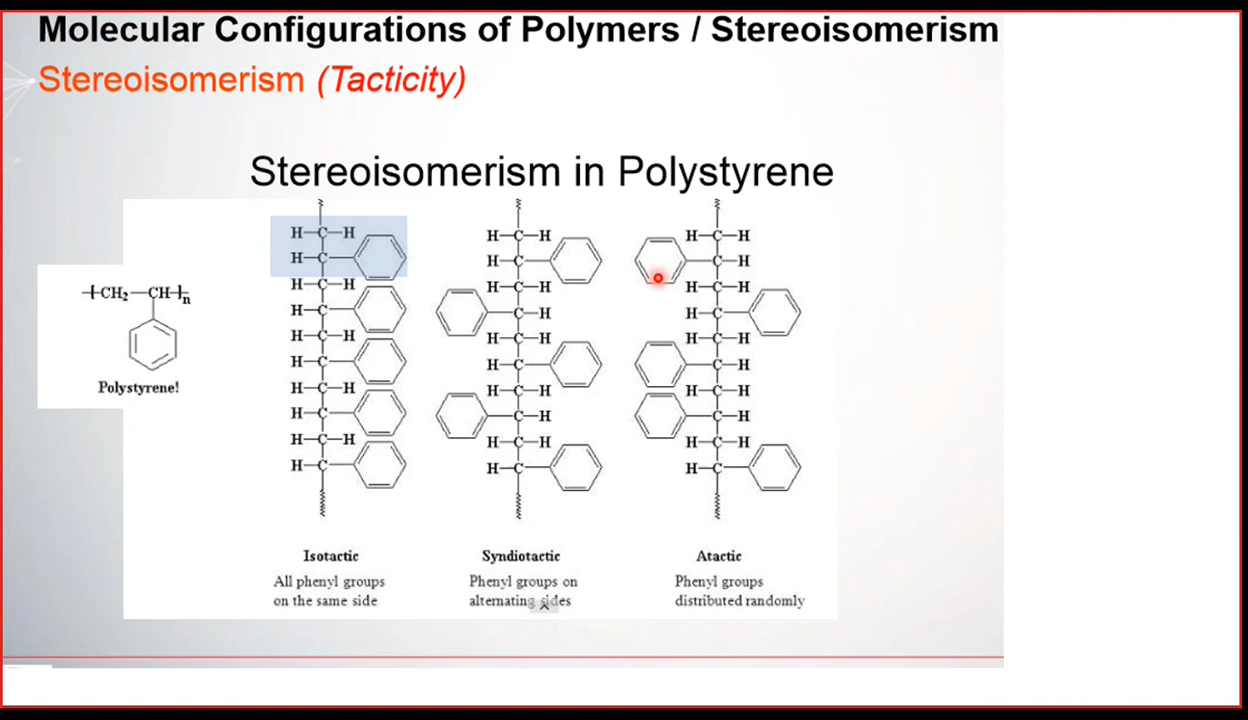 Molecular Configurations of Polymers / Stereoisomerism
Stereoisomerism (Tacticity)
Stereoisomerism in Polystyrene
H-C-H H-C-H H-C-H
H-C H-C C-H
H-C-H H-C-H H-C-H
H-C C-H H-C
H-C-H H-C-H H-C-H
H-C H-C C-H
H-C-H H-C-H H-C-H
H-C C-H C-H
H-C-H H-C-H H-C-H
H-C H-C H-C
CH₂—CH n
Polystyrene!
Isotactic
All phenyl groups
on the same side
Syndiotactic
Phenyl groups on
alternating sides
Atactic
Phenyl groups
distributed randomly